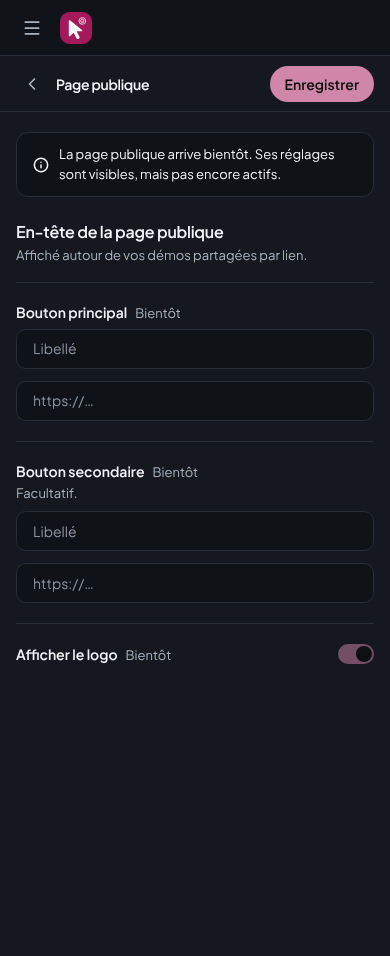 Page publique
Enregistrer
La page publique arrive bientôt. Ses réglages
sont visibles, mais pas encore actifs.
En-tête de la page publique
Affiché autour de vos démos partagées par lien.
Bouton principal Bientôt
Libellé
https://…
Bouton secondaire Bientôt
Facultatif.
Libellé
https://…
Afficher le logo Bientôt